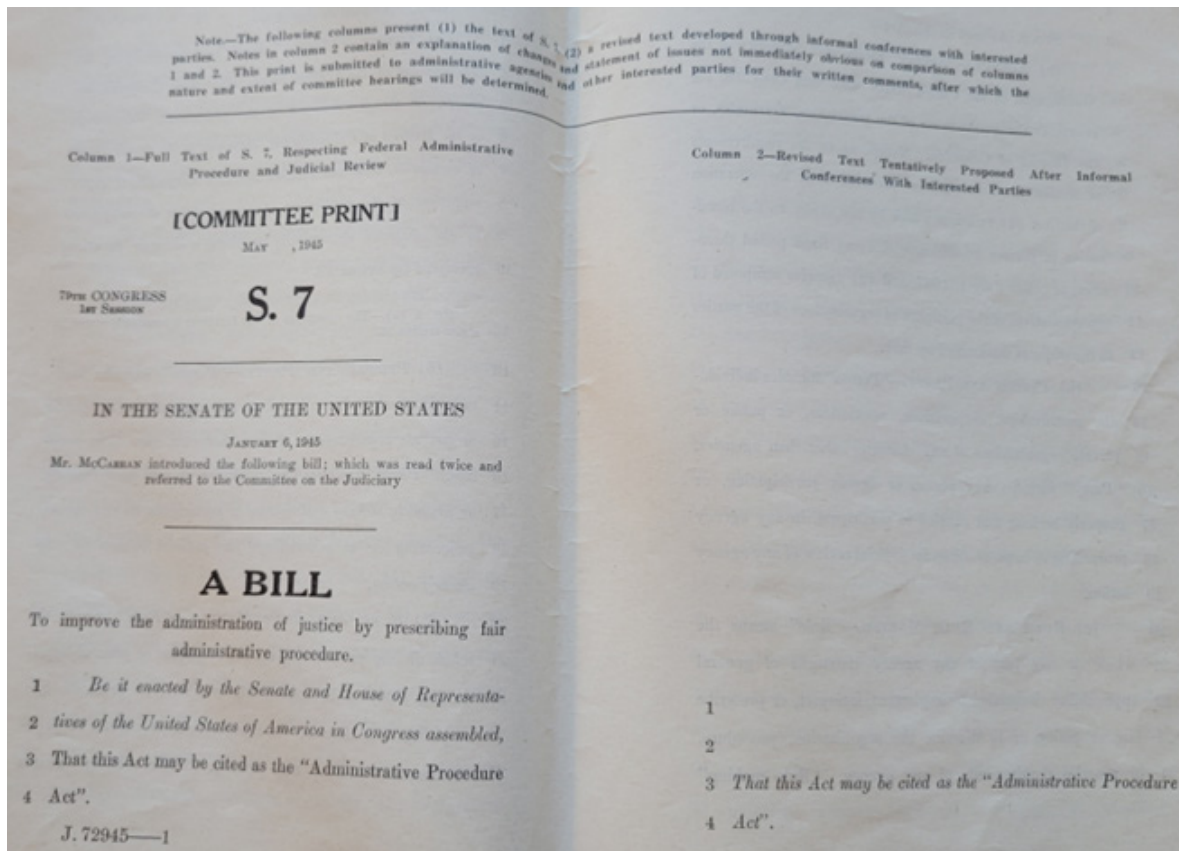 Note.—The following columns present (1) the text of S. 7, (2) a revised text developed through informal conferences with interested
parties. Notes in column 2 contain an explanation of changes and statement of issues not immediately obvious on comparison of columns
1 and 2. This print is submitted to administrative agencies and other interested parties for their written comments, after which the
nature and extent of committee hearings will be determined.
Column 1—Full Text of S. 7, Respecting Federal Administrative
Procedure and Judicial Review
[COMMITTEE PRINT]
May , 1945
79TH CONGRESS
1ST SESSION
S. 7
IN THE SENATE OF THE UNITED STATES
JANUARY 6, 1945
Mr. MCCARRAN introduced the following bill; which was read twice and
referred to the Committee on the Judiciary
A BILL
To improve the administration of justice by prescribing fair
administrative procedure.
1 Be it enacted by the Senate and House of Representa-
2 tives of the United States of America in Congress assembled,
3 That this Act may be cited as the “Administrative Procedure
4 Act”.
J. 72945——1
Column 2—Revised Text Tentatively Proposed After Informal
Conferences With Interested Parties
1
2
3 That this Act may be cited as the “Administrative Procedure
4 Act”.